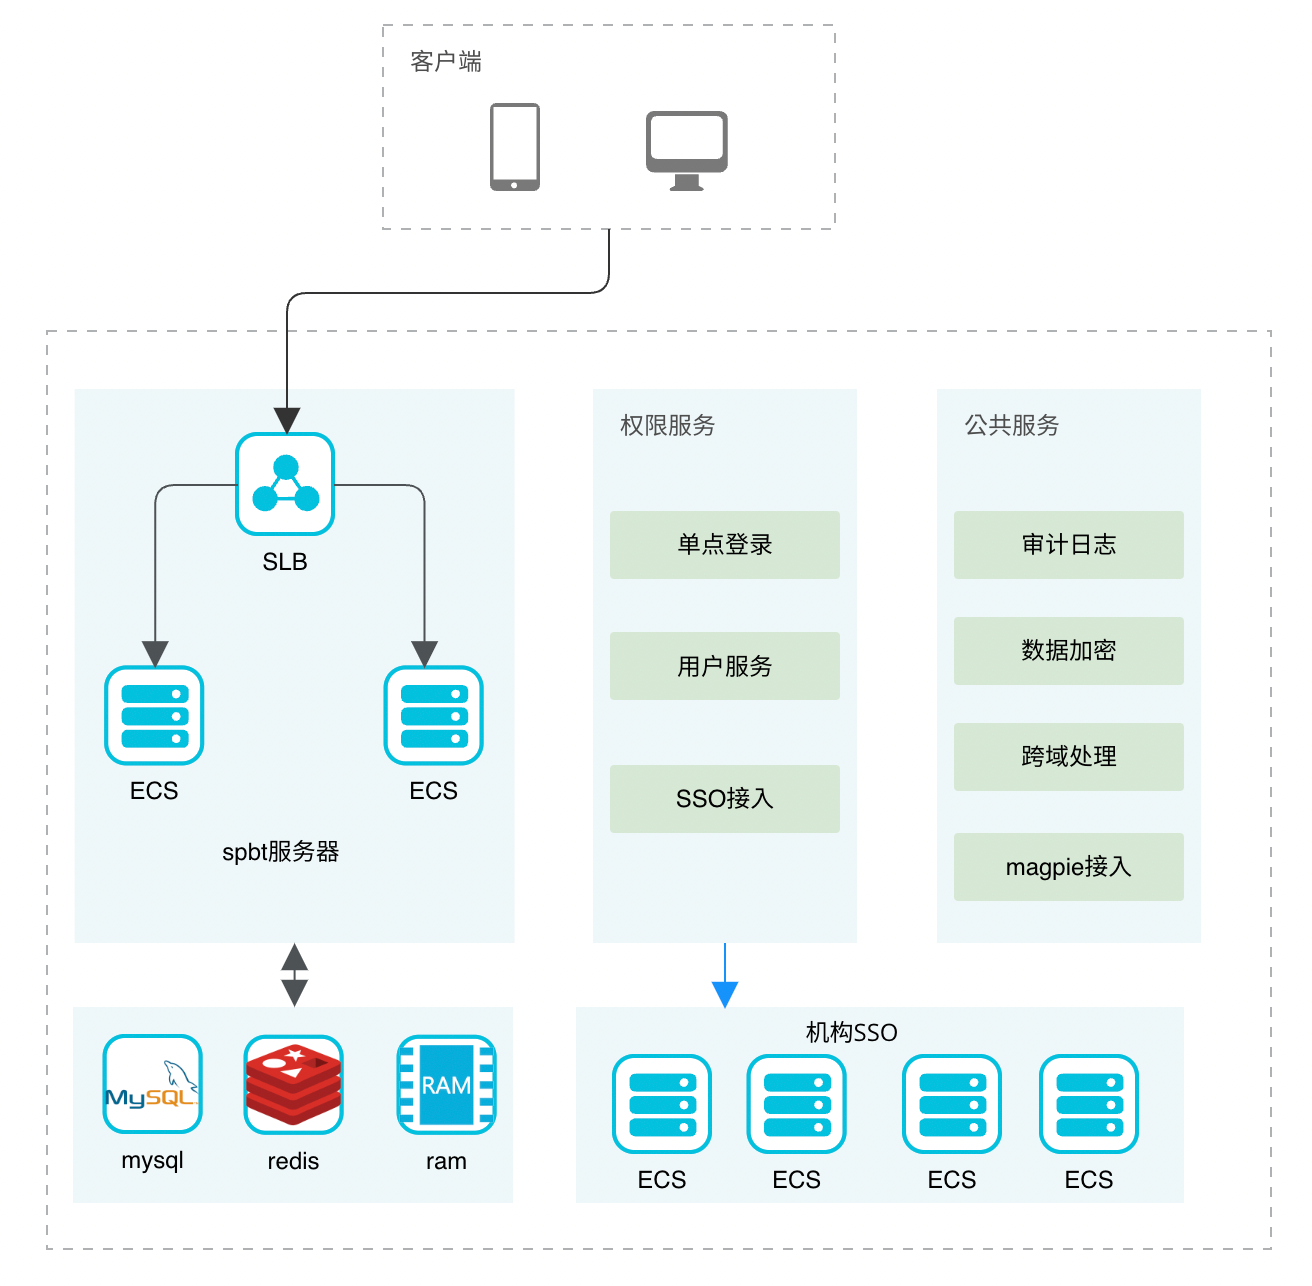 客户端
SLB
ECS
ECS
spbt服务器
权限服务
单点登录
用户服务
SSO接入
公共服务
审计日志
数据加密
跨域处理
magpie接入
MySQL
mysql
redis
RAM
ram
机构SSO
ECS
ECS
ECS
ECS